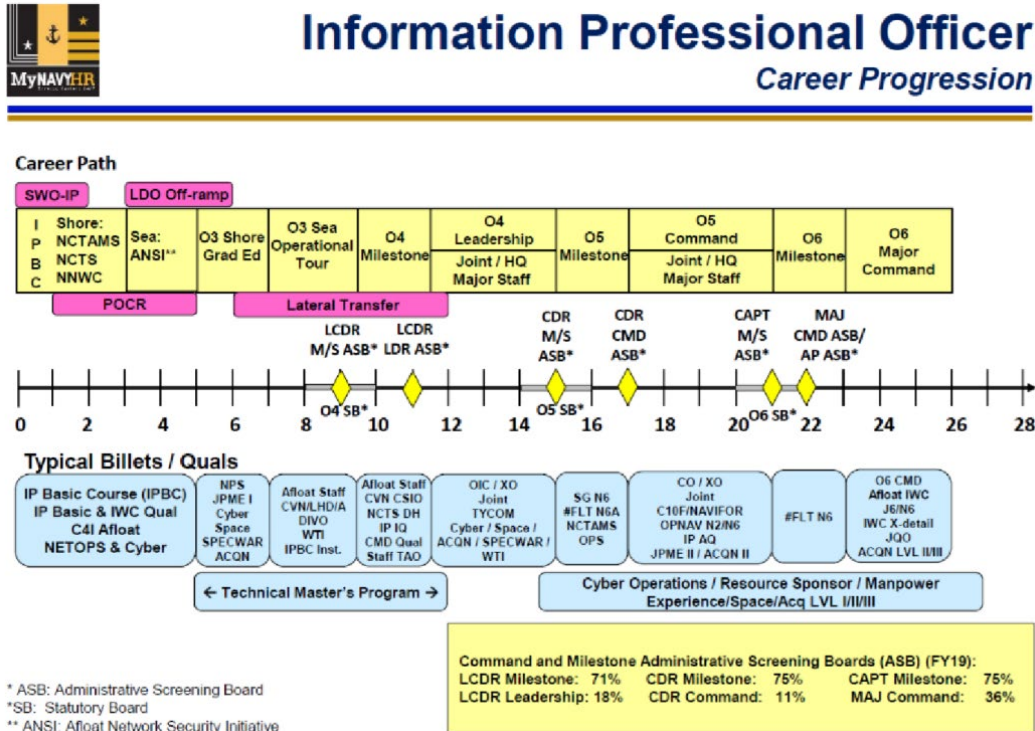 MyNAVYHR
Information Professional Officer
Career Progression
Career Path
SWO-IP
LDO Off-ramp
I
P
B
C
Shore:
NCTAMS
NCTS
NNWC
Sea:
ANSI**
O3 Shore
Grad Ed
O3 Sea
Operational
Tour
O4
Milestone
O4
Leadership
Joint / HQ
Major Staff
O5
Milestone
O5
Command
Joint / HQ
Major Staff
O6
Milestone
O6
Major
Command
POCR
Lateral Transfer
LCDR
M/S ASB*
LCDR
LDR ASB*
CDR
M/S
ASB*
CDR
CMD
ASB*
CAPT
M/S
ASB*
MAJ
CMD ASB/
AP ASB*
O4 SB*
O5 SB*
O6 SB*
0 2 4 6 8 10 12 14 16 18 20 22 24 26 28
Typical Billets / Quals
IP Basic Course (IPBC)
IP Basic & IWC Qual
C4I Afloat
NETOPS & Cyber
NPS
JPME I
Cyber
Space
SPECWAR
ACQN
Afloat Staff
CVN/LHD/A
DIVO
WTI
IPBC Inst.
Afloat Staff
CVN CSIO
NCTS DH
IP IQ
CMD Qual
Staff TAO
OIC / XO
Joint
TYCOM
Cyber / Space /
ACQN / SPECWAR /
WTI
SG N6
#FLT N6A
NCTAMS
OPS
CO / XO
Joint
C10F/NAVIFOR
OPNAV N2/N6
IP AQ
JPME II / ACQN II
#FLT N6
O6 CMD
Afloat IWC
J6/N6
IWC X-detail
JQO
ACQN LVL II/III
← Technical Master's Program →
Cyber Operations / Resource Sponsor / Manpower
Experience/Space/Acq LVL I/II/III
Command and Milestone Administrative Screening Boards (ASB) (FY19):
LCDR Milestone: 71% CDR Milestone: 75% CAPT Milestone: 75%
LCDR Leadership: 18% CDR Command: 11% MAJ Command: 36%
* ASB: Administrative Screening Board
*SB: Statutory Board
** ANSI: Afloat Network Security Initiative